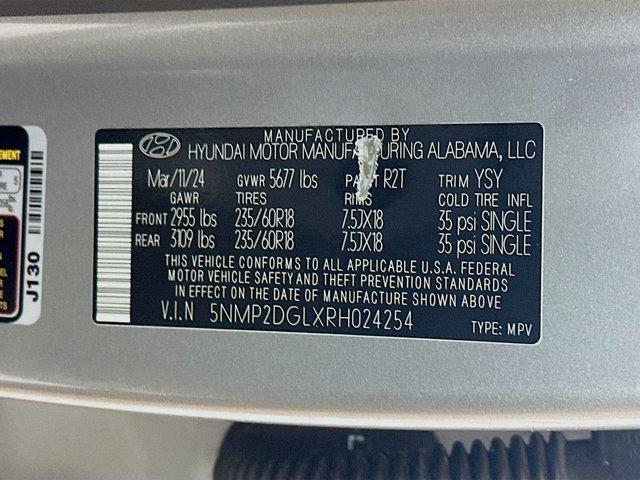 MANUFACTURED BY
HYUNDAI MOTOR MANUFACTURING ALABAMA, LLC
Mar/11/24 GVWR 5677 lbs R2T TRIM YSY
GAWR TIRES RIMS COLD TIRE INFL
FRONT 2955 lbs 235/60R18 7.5JX18 35 psi SINGLE
REAR 3109 lbs 235/60R18 7.5JX18 35 psi SINGLE
THIS VEHICLE CONFORMS TO ALL APPLICABLE U.S.A. FEDERAL
MOTOR VEHICLE SAFETY AND THEFT PREVENTION STANDARDS
IN EFFECT ON THE DATE OF MANUFACTURE SHOWN ABOVE
V.I.N 5NMP2DGLXRH024254 TYPE: MPV
J130